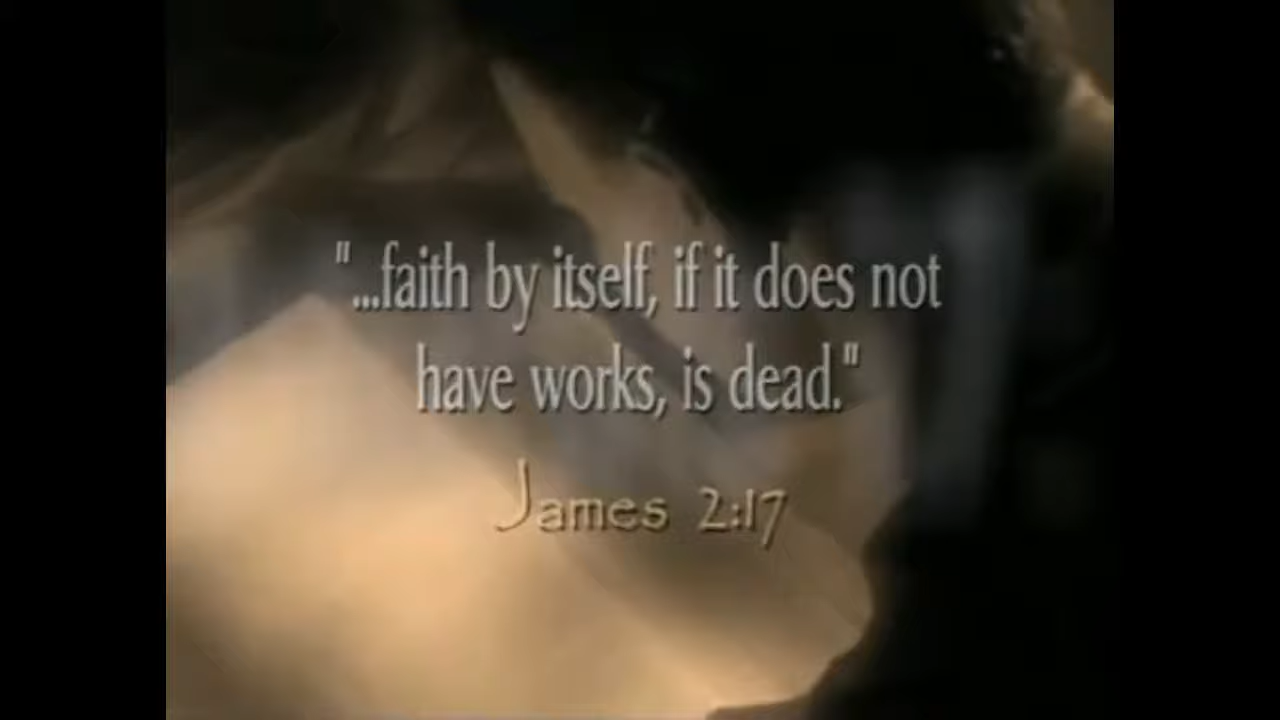 "...faith by itself, if it does not
have works, is dead."
James 2:17